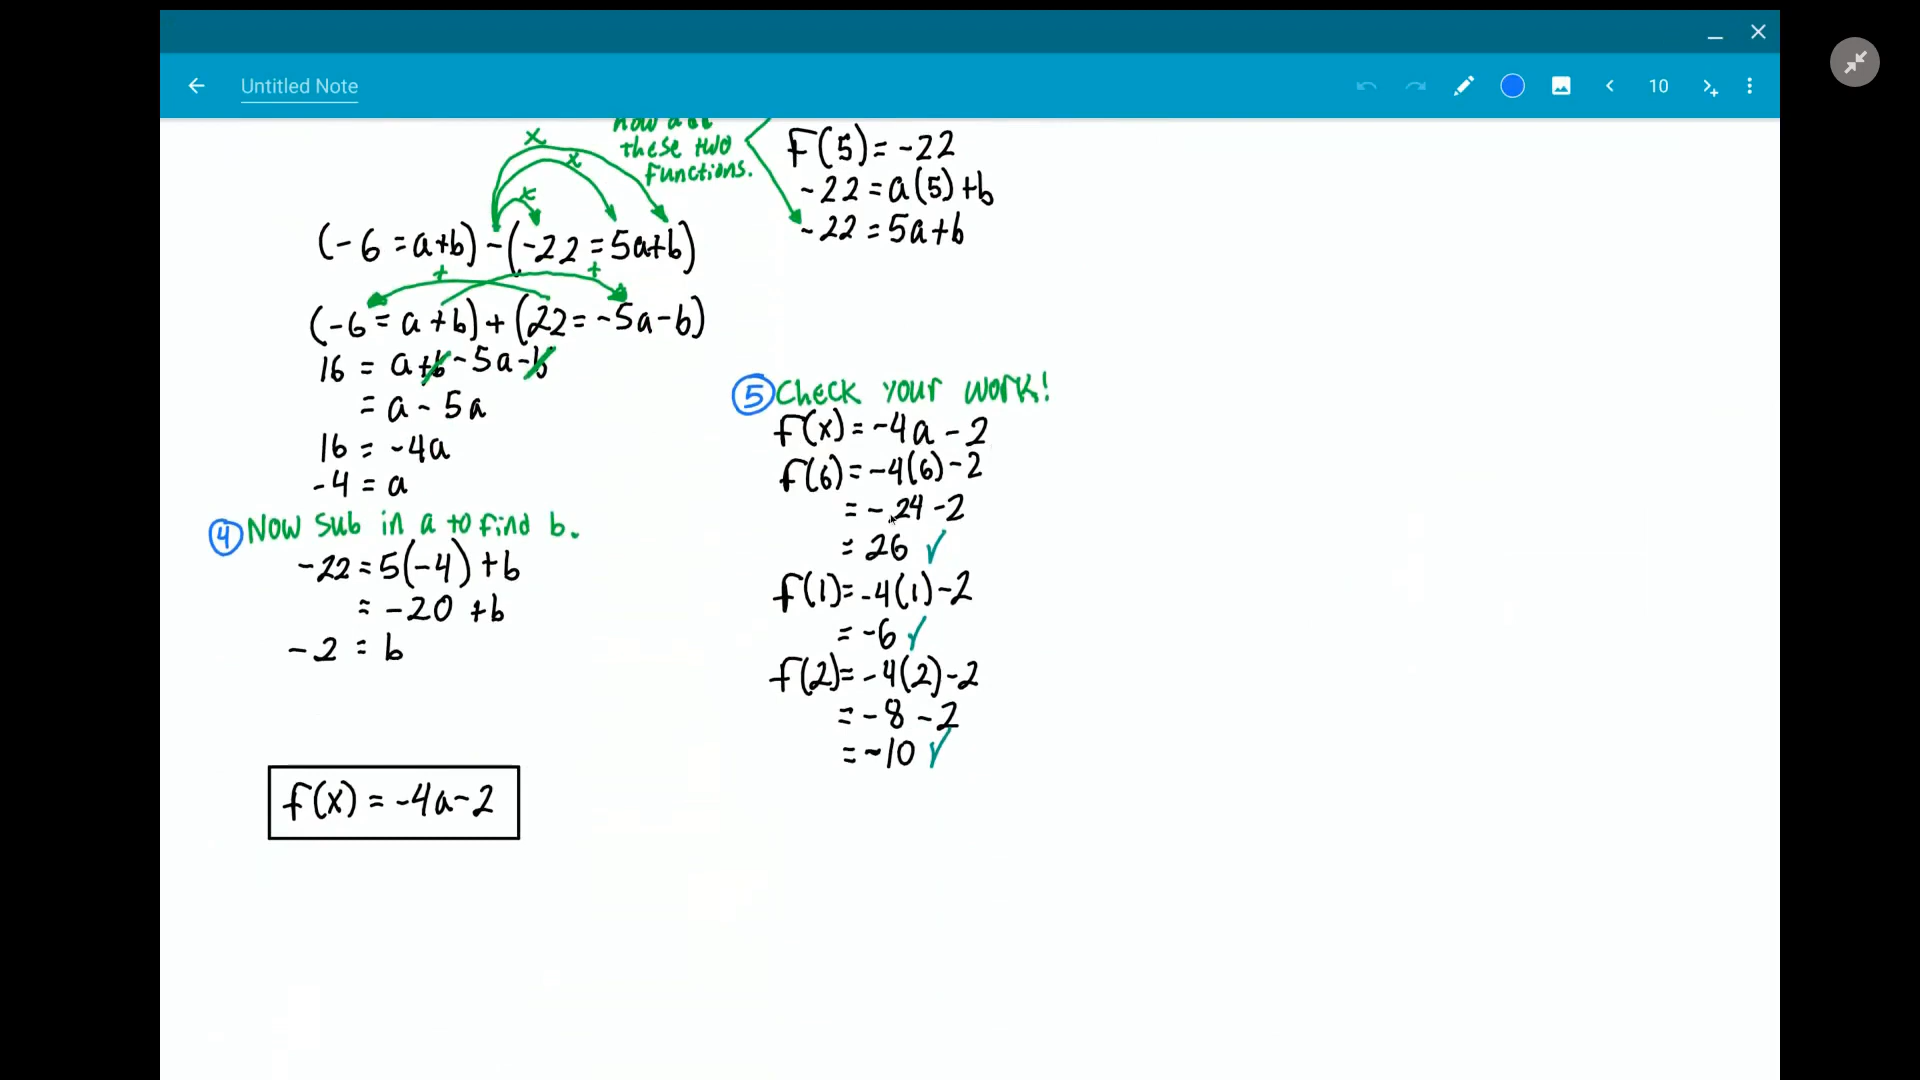 Untitled Note
10
these two
functions.
(-6 = a+b) - (-22 = 5a+b)
(-6 = a+b) + (22 = -5a-b)
16 = a+b-5a-b
= a - 5a
16 = -4a
-4 = a
④ Now sub in a to find b.
-22 = 5(-4) + b
= -20 + b
-2 = b
f(x) = -4a-2
F(5) = -22
-22 = a(5)+b
-22 = 5a+b
⑤ Check your work!
f(x) = -4a - 2
f(6) = -4(6) - 2
= -24 - 2
= 26 ✓
f(1) = -4(1) - 2
= -6 ✓
f(2) = -4(2) - 2
= -8 - 2
= -10 ✓